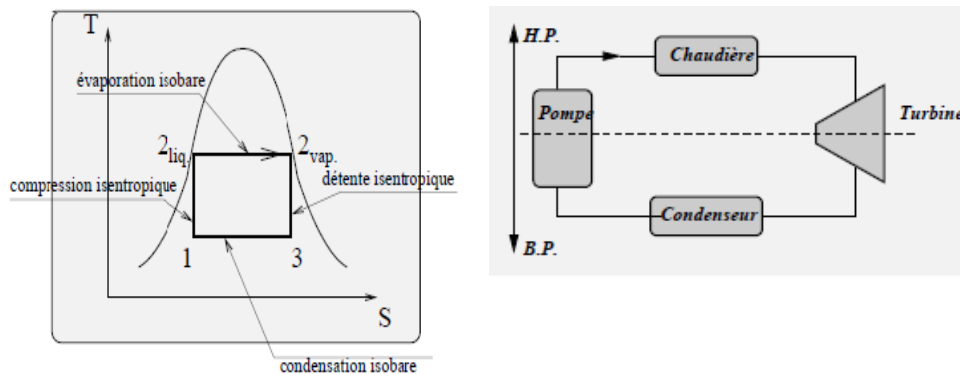 T
évaporation isobare
2liq.
2vap.
compression isentropique
détente isentropique
1
3
S
condensation isobare
H.P.
Chaudière
Pompe
Turbine
Condenseur
B.P.